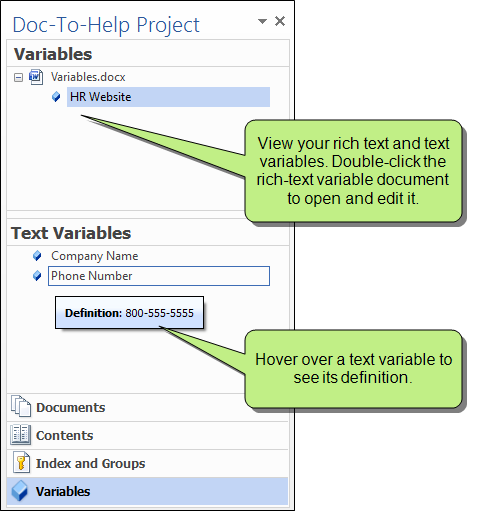 Doc-To-Help Project
Variables
Variables.docx
HR Website
View your rich text and text
variables. Double-click the
rich-text variable document
to open and edit it.
Text Variables
Company Name
Phone Number
Definition: 800-555-5555
Hover over a text variable to
see its definition.
Documents
Contents
Index and Groups
Variables